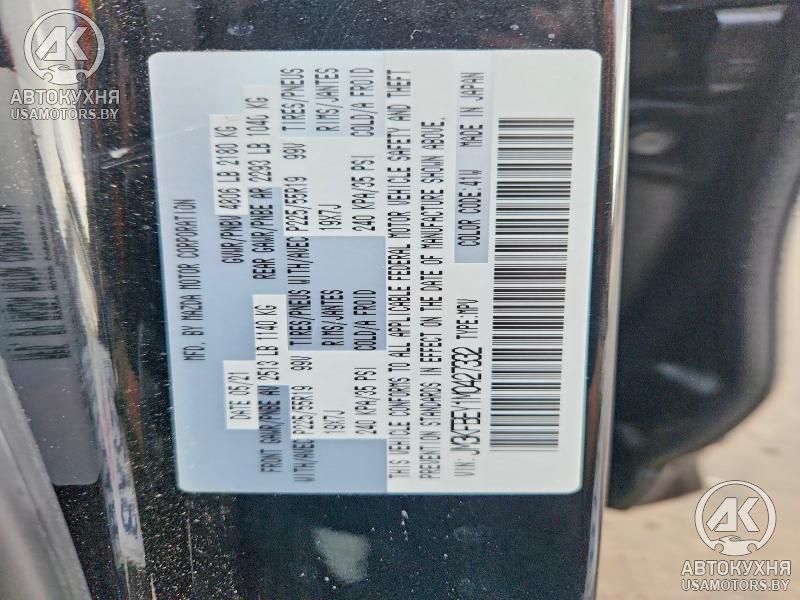 MFD. BY MAZDA MOTOR CORPORATION
DATE 05/21 GVWR/PNBV 4806 LB 2180 KG
FRONT GAWR/PNBE AV 2513 LB 1140 KG REAR GAWR/PNBE AR 2293 LB 1040 KG
WITH/AVEC P225/55R19 99V TIRES/PNEUS WITH/AVEC P225/55R19 99V TIRES/PNEUS
19X7J RIMS/JANTES 19X7J RIMS/JANTES
240 KPA/35 PSI COLD/A FROID 240 KPA/35 PSI COLD/A FROID
THIS VEHICLE CONFORMS TO ALL APPLICABLE FEDERAL MOTOR VEHICLE SAFETY AND THEFT
PREVENTION STANDARDS IN EFFECT ON THE DATE OF MANUFACTURE SHOWN ABOVE.
VIN: JM3KFBEY1M0427332 TYPE:MPV COLOR CODE:41W MADE IN JAPAN
АК
АВТОКУХНЯ
USAMOTORS.BY
АК
АВТОКУХНЯ
USAMOTORS.BY